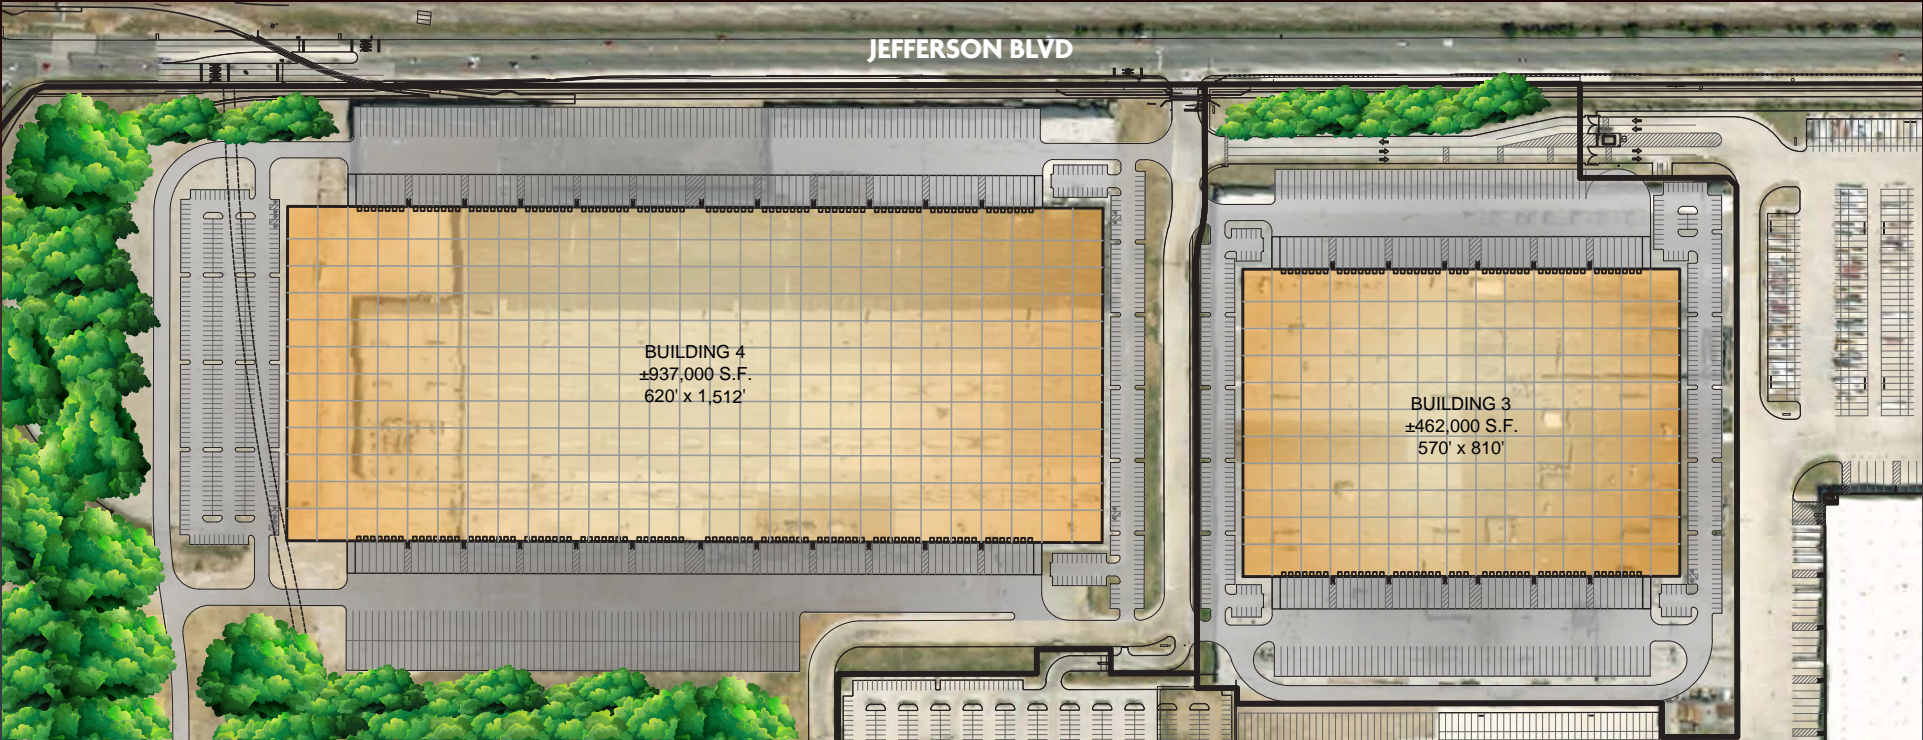 JEFFERSON BLVD
BUILDING 4
±937,000 S.F.
620' x 1,512'
BUILDING 3
±462,000 S.F.
570' x 810'